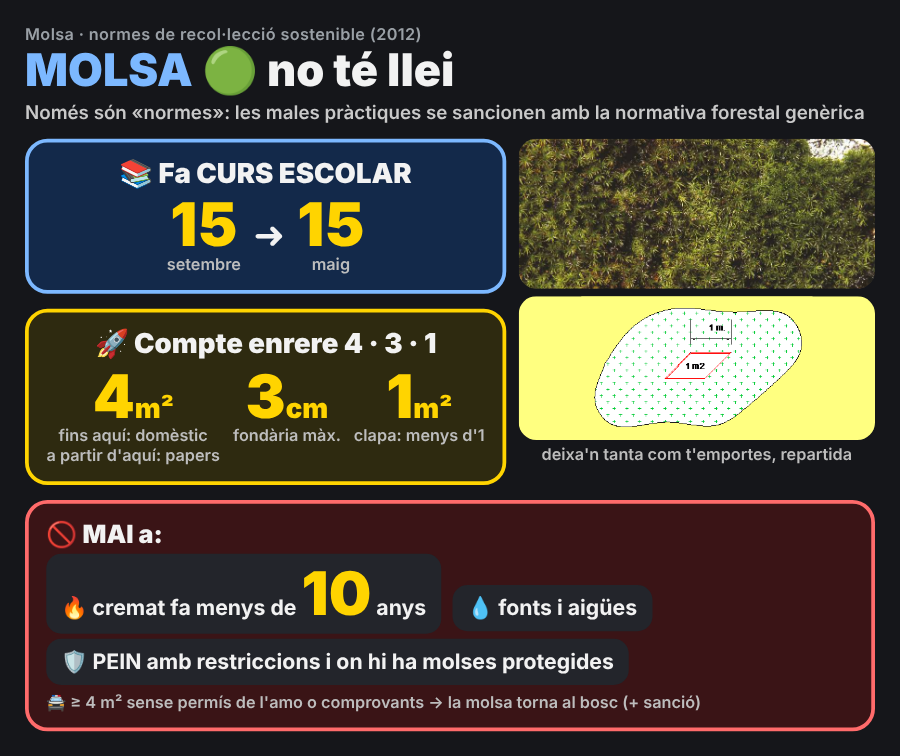 Molsa · normes de recol·lecció sostenible (2012)
MOLSA 🟢 no té llei
Només són «normes»: les males pràctiques se sancionen amb la normativa forestal genèrica
📚 Fa CURS ESCOLAR
15 → 15
setembre maig
🚀 Compte enrere 4 · 3 · 1
4m² 3cm 1m²
fins aquí: domèstic fondària màx. clapa: menys d'1
a partir d'aquí: papers
1 m.
1 m2
deixa'n tanta com t'emportes, repartida
🚫 MAI a:
🔥 cremat fa menys de 10 anys
💧 fonts i aigües
🛡️ PEIN amb restriccions i on hi ha molses protegides
🚔 ≥ 4 m² sense permís de l'amo o comprovants → la molsa torna al bosc (+ sanció)